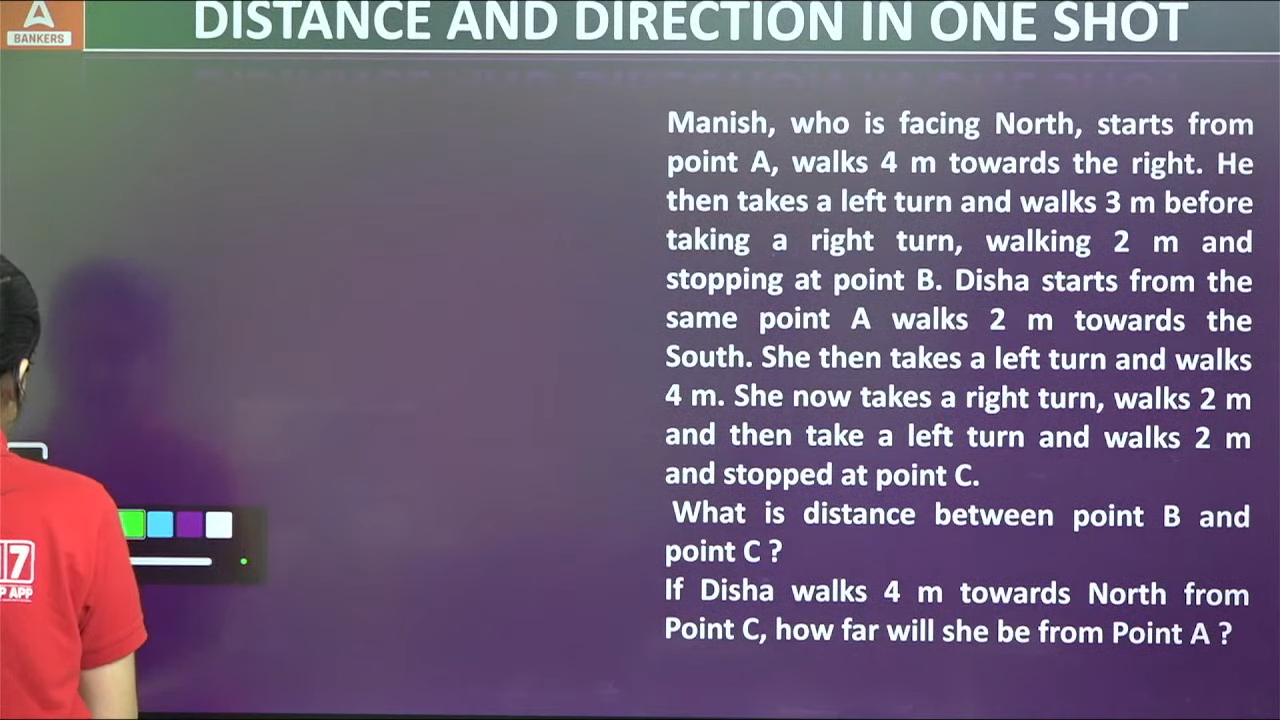 DISTANCE AND DIRECTION IN ONE SHOT
A
BANKERS
Manish, who is facing North, starts from
point A, walks 4 m towards the right. He
then takes a left turn and walks 3 m before
taking a right turn, walking 2 m and
stopping at point B. Disha starts from the
same point A walks 2 m towards the
South. She then takes a left turn and walks
4 m. She now takes a right turn, walks 2 m
and then take a left turn and walks 2 m
and stopped at point C.
What is distance between point B and
point C ?
If Disha walks 4 m towards North from
Point C, how far will she be from Point A ?
7
P APP